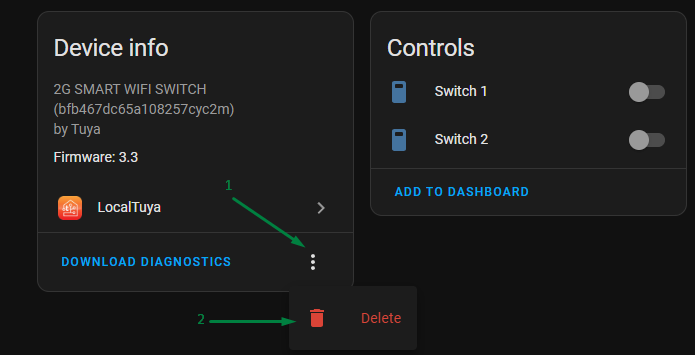 Device info
2G SMART WIFI SWITCH
(bfb467dc65a108257cyc2m)
by Tuya
Firmware: 3.3
1
LocalTuya
DOWNLOAD DIAGNOSTICS
2
Delete
Controls
Switch 1
Switch 2
ADD TO DASHBOARD